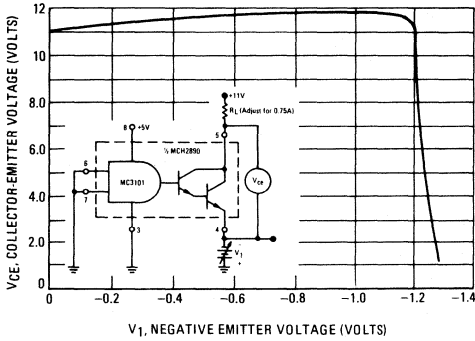 12
10
8.0
6.0
4.0
2.0
0
VCE, COLLECTOR-EMITTER VOLTAGE (VOLTS)
+11V
RL (Adjust for 0.75A)
5
8 +5V
½ MCH2890
6
MC3101
7
Vce
3
4
V1
+
0 -0.2 -0.4 -0.6 -0.8 -1.0 -1.2 -1.4
V1, NEGATIVE EMITTER VOLTAGE (VOLTS)